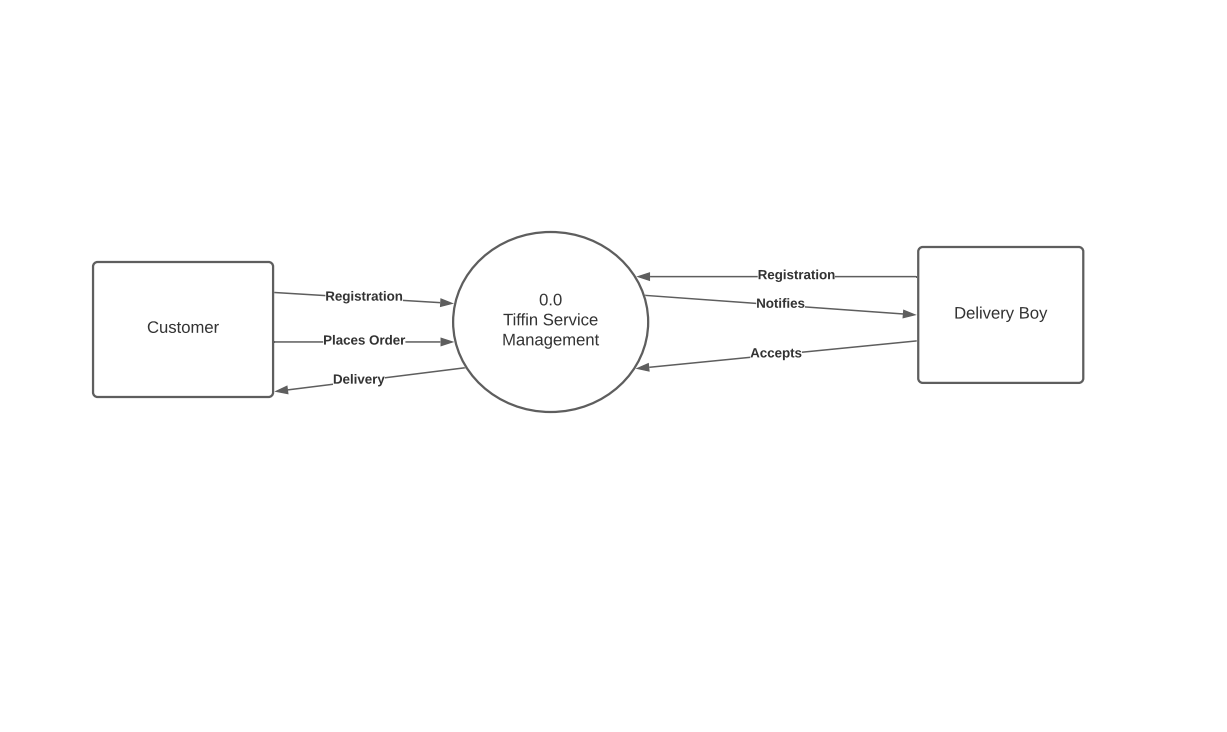 Customer
Registration
Places Order
Delivery
0.0
Tiffin Service
Management
Registration
Notifies
Accepts
Delivery Boy